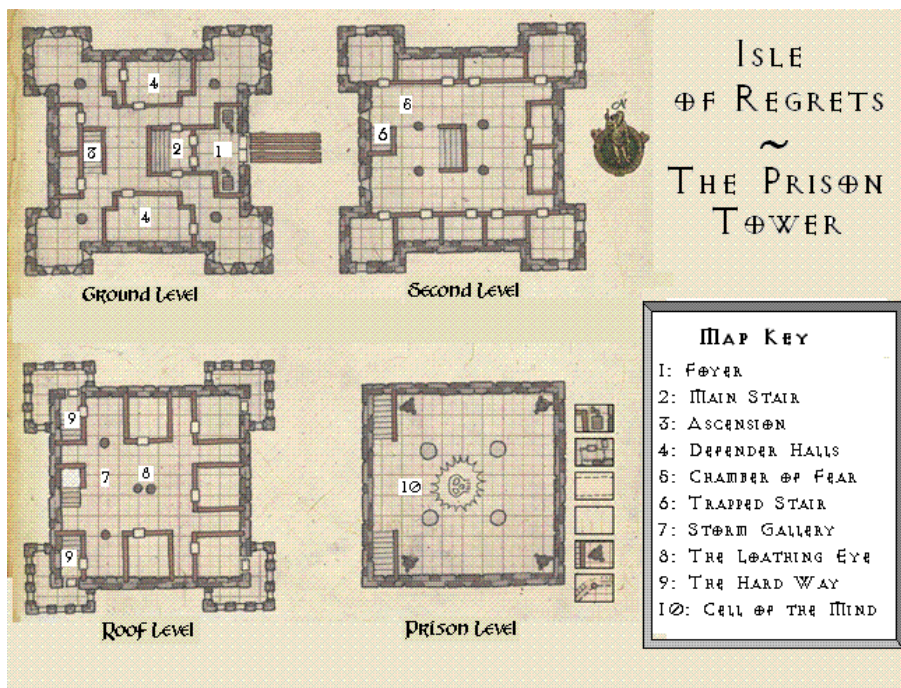 Isle
of Regrets
~
The Prison
Tower
4
3
2
1
4
Ground Level
5
6
Second Level
N
9
7
8
9
Roof Level
10
Prison Level
Map Key
1: Foyer
2: Main Stair
3: Ascension
4: Defender Halls
5: Chamber of Fear
6: Trapped Stair
7: Storm Gallery
8: The Loathing Eye
9: The Hard Way
10: Cell of the Mind